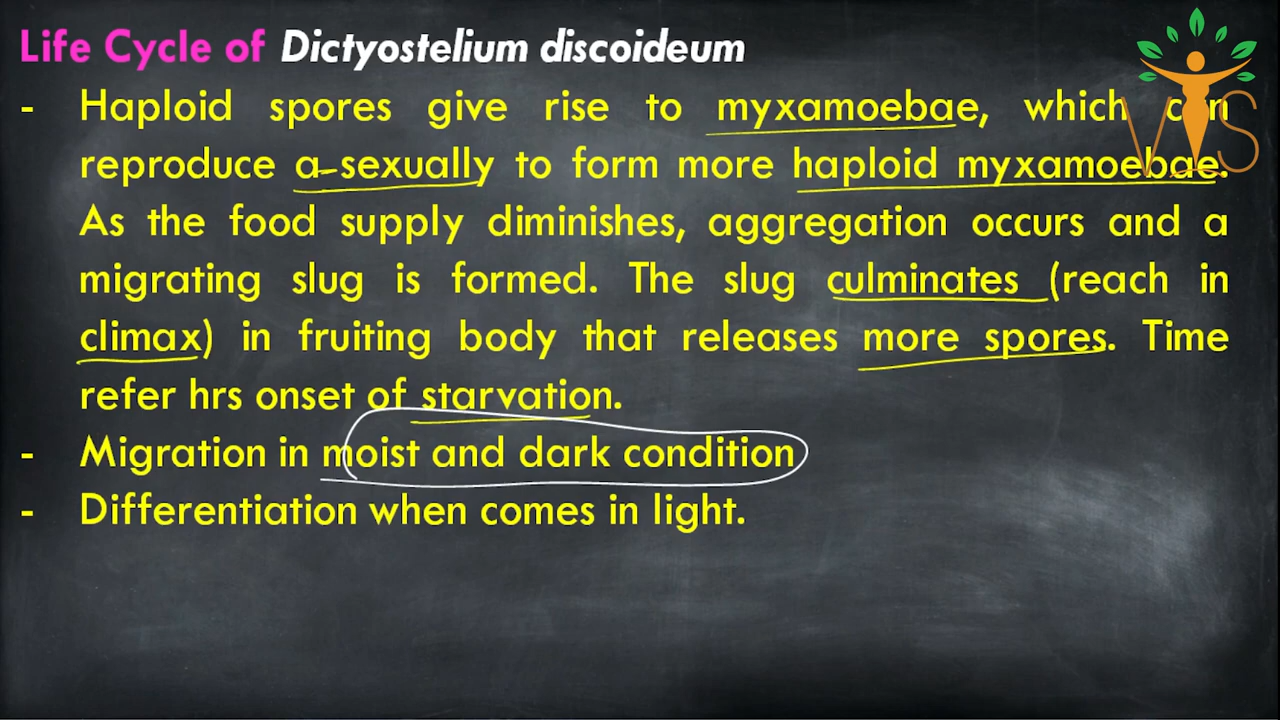 Life Cycle of Dictyostelium discoideum
- Haploid spores give rise to myxamoebae, which can
reproduce a-sexually to form more haploid myxamoebae.
As the food supply diminishes, aggregation occurs and a
migrating slug is formed. The slug culminates (reach in
climax) in fruiting body that releases more spores. Time
refer hrs onset of starvation.
- Migration in moist and dark condition
- Differentiation when comes in light.
VIS